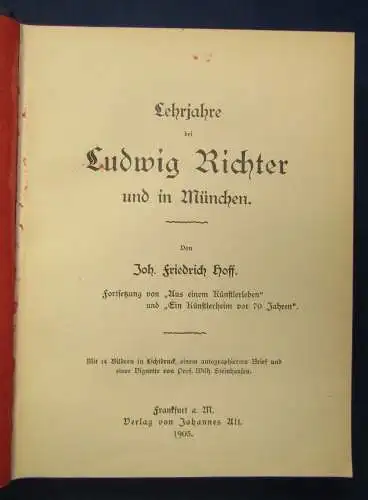 Lehrjahre
bei
Ludwig Richter
und in München.
Von
Joh. Friedrich Hoff.
Fortsetzung von „Aus einem Künstlerleben"
und „Ein Künstlerheim vor 70 Jahren".
Mit 14 Bildern in Lichtdruck, einem autographierten Brief und
einer Vignette von Prof. Wilh. Steinhausen.
Frankfurt a. M.
Verlag von Johannes Alt.
1905.